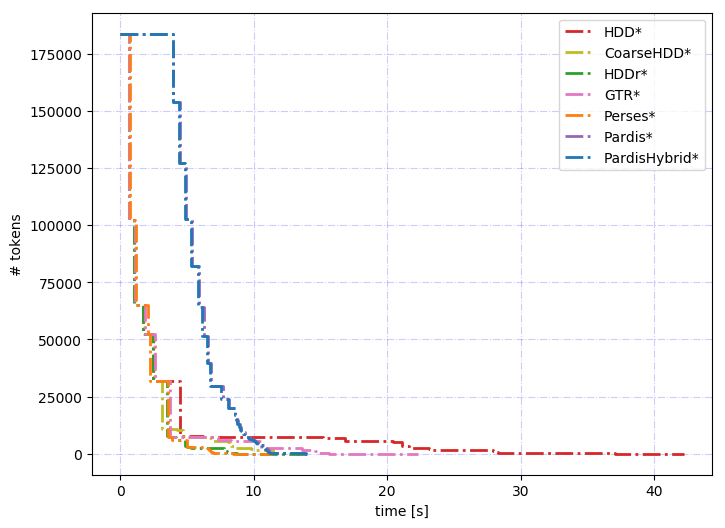 HDD*
CoarseHDD*
HDDr*
GTR*
Perses*
Pardis*
PardisHybrid*
175000
150000
125000
100000
75000
50000
25000
0
# tokens
0 10 20 30 40
time [s]